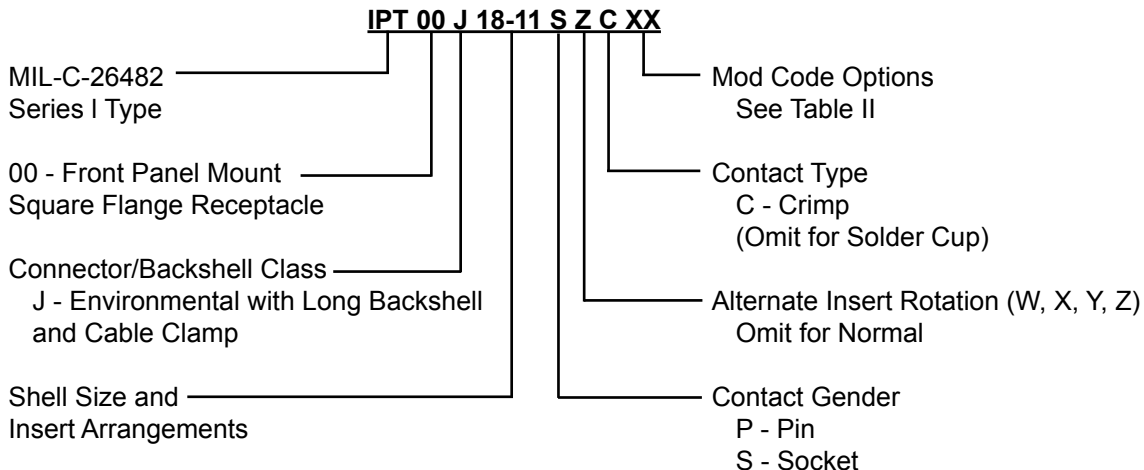 IPT 00 J 18-11 S Z C XX
MIL-C-26482
Series I Type
00 - Front Panel Mount
Square Flange Receptacle
Connector/Backshell Class
J - Environmental with Long Backshell
and Cable Clamp
Shell Size and
Insert Arrangements
Mod Code Options
See Table II
Contact Type
C - Crimp
(Omit for Solder Cup)
Alternate Insert Rotation (W, X, Y, Z)
Omit for Normal
Contact Gender
P - Pin
S - Socket